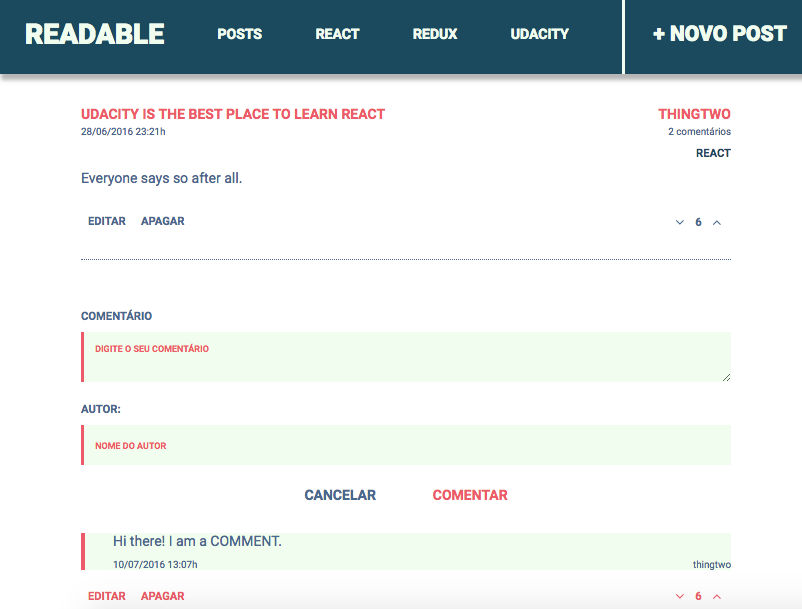 READABLE POSTS REACT REDUX UDACITY + NOVO POST
UDACITY IS THE BEST PLACE TO LEARN REACT THINGTWO
28/06/2016 23:21h 2 comentários
REACT
Everyone says so after all.
EDITAR APAGAR 6
COMENTÁRIO
DIGITE O SEU COMENTÁRIO
AUTOR:
NOME DO AUTOR
CANCELAR COMENTAR
Hi there! I am a COMMENT.
10/07/2016 13:07h thingtwo
EDITAR APAGAR 6